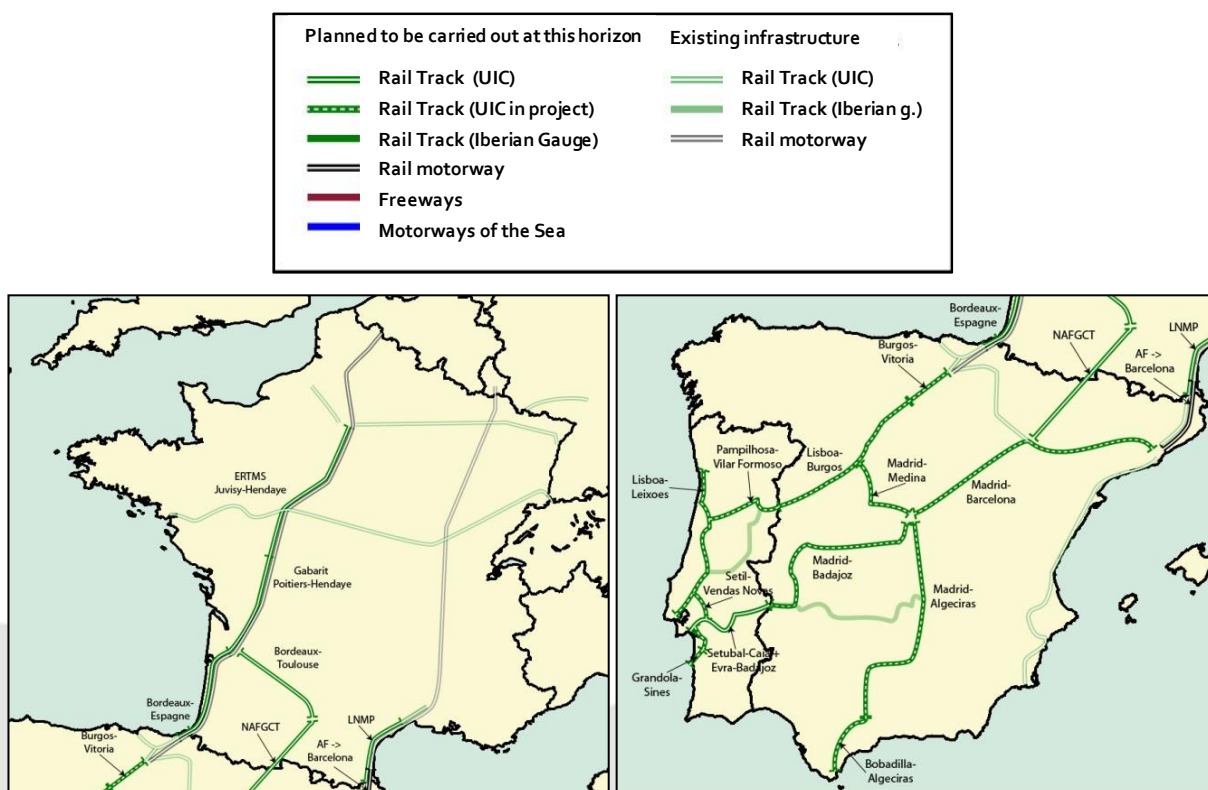 Planned to be carried out at this horizon
Existing infrastructure
Rail Track (UIC)
Rail Track (UIC)
Rail Track (UIC in project)
Rail Track (Iberian g.)
Rail Track (Iberian Gauge)
Rail motorway
Rail motorway
Freeways
Motorways of the Sea
ERTMS
Juvisy-Hendaye
Gabarit
Poitiers-Hendaye
Bordeaux-
Toulouse
Bordeaux-
Espagne
Burgos-
Vitoria
NAFGCT
LNMP
AF ->
Barcelona
Bordeaux-
Espagne
Burgos-
Vitoria
NAFGCT
LNMP
AF ->
Barcelona
Pampilhosa-
Vilar Formoso
Lisboa-
Burgos
Lisboa-
Leixoes
Madrid-
Medina
Madrid-
Barcelona
Setil-
Vendas Novas
Madrid-
Badajoz
Madrid-
Algeciras
Setubal-Caia+
Evra-Badajoz
Grandola-
Sines
Bobadilla-
Algeciras